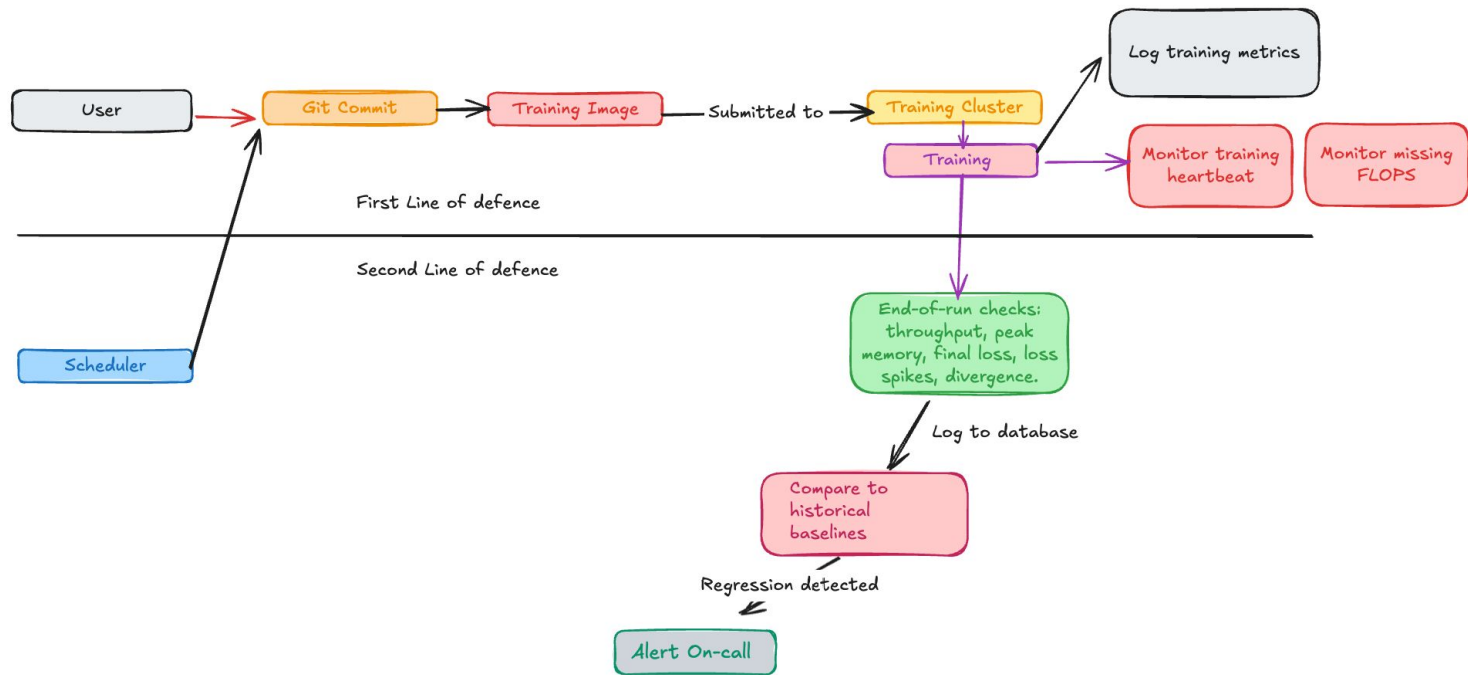 Log training metrics
User
Git Commit
Training Image
Submitted to
Training Cluster
Training
Monitor training
heartbeat
Monitor missing
FLOPS
First Line of defence
Second Line of defence
Scheduler
End-of-run checks:
throughput, peak
memory, final loss, loss
spikes, divergence.
Log to database
Compare to
historical
baselines
Regression detected
Alert On-call